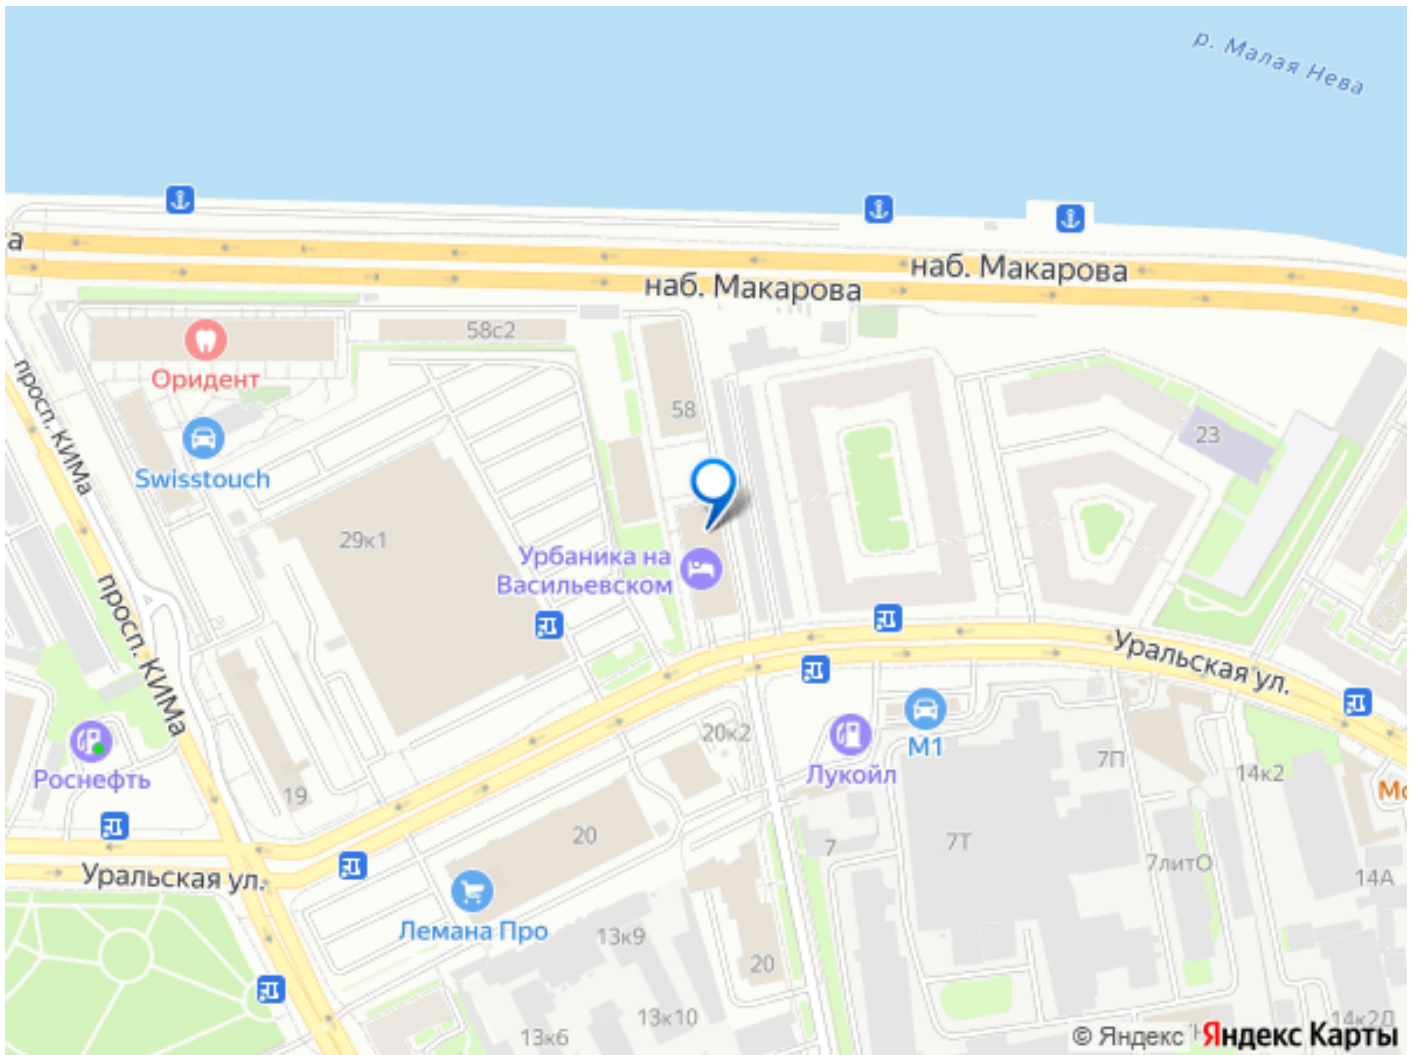 р. Малая Нева
а
наб. Макарова
наб. Макарова
58с2
Оридент
просп. КИМа
58
23
Swisstouch
29к1
Урбаника на
Васильевском
просп. КИМа
Уральская ул.
20к2
М1
Лукойл
7П
14к2
Роснефть
19
Мо
20
7
7Т
7литО
14А
Уральская ул.
Лемана Про
13к9
20
13к10
13к6
14к2Д
© Яндекс
Яндекс Карты